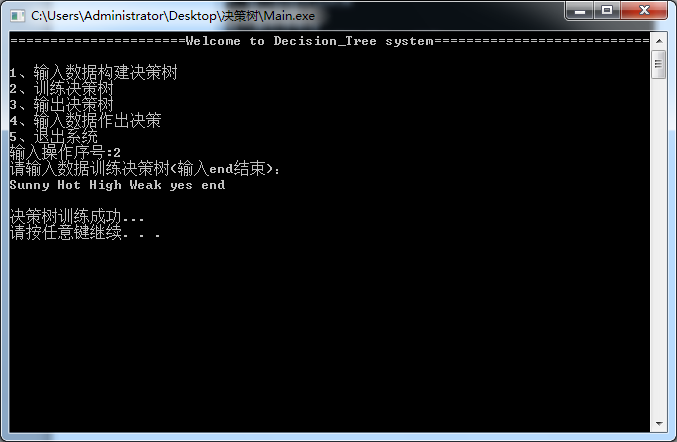 C:\Users\Administrator\Desktop\决策树\Main.exe
======================Welcome to Decision_Tree system===========================
1、输入数据构建决策树
2、训练决策树
3、输出决策树
4、输入数据作出决策
5、退出系统
输入操作序号:2
请输入数据训练决策树(输入end结束):
Sunny Hot High Weak yes end
决策树训练成功...
请按任意键继续. . .